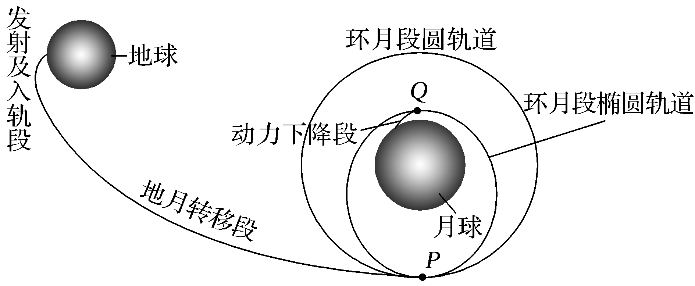 发射及入轨段
地球
环月段圆轨道
Q
环月段椭圆轨道
动力下降段
地月转移段
月球
P